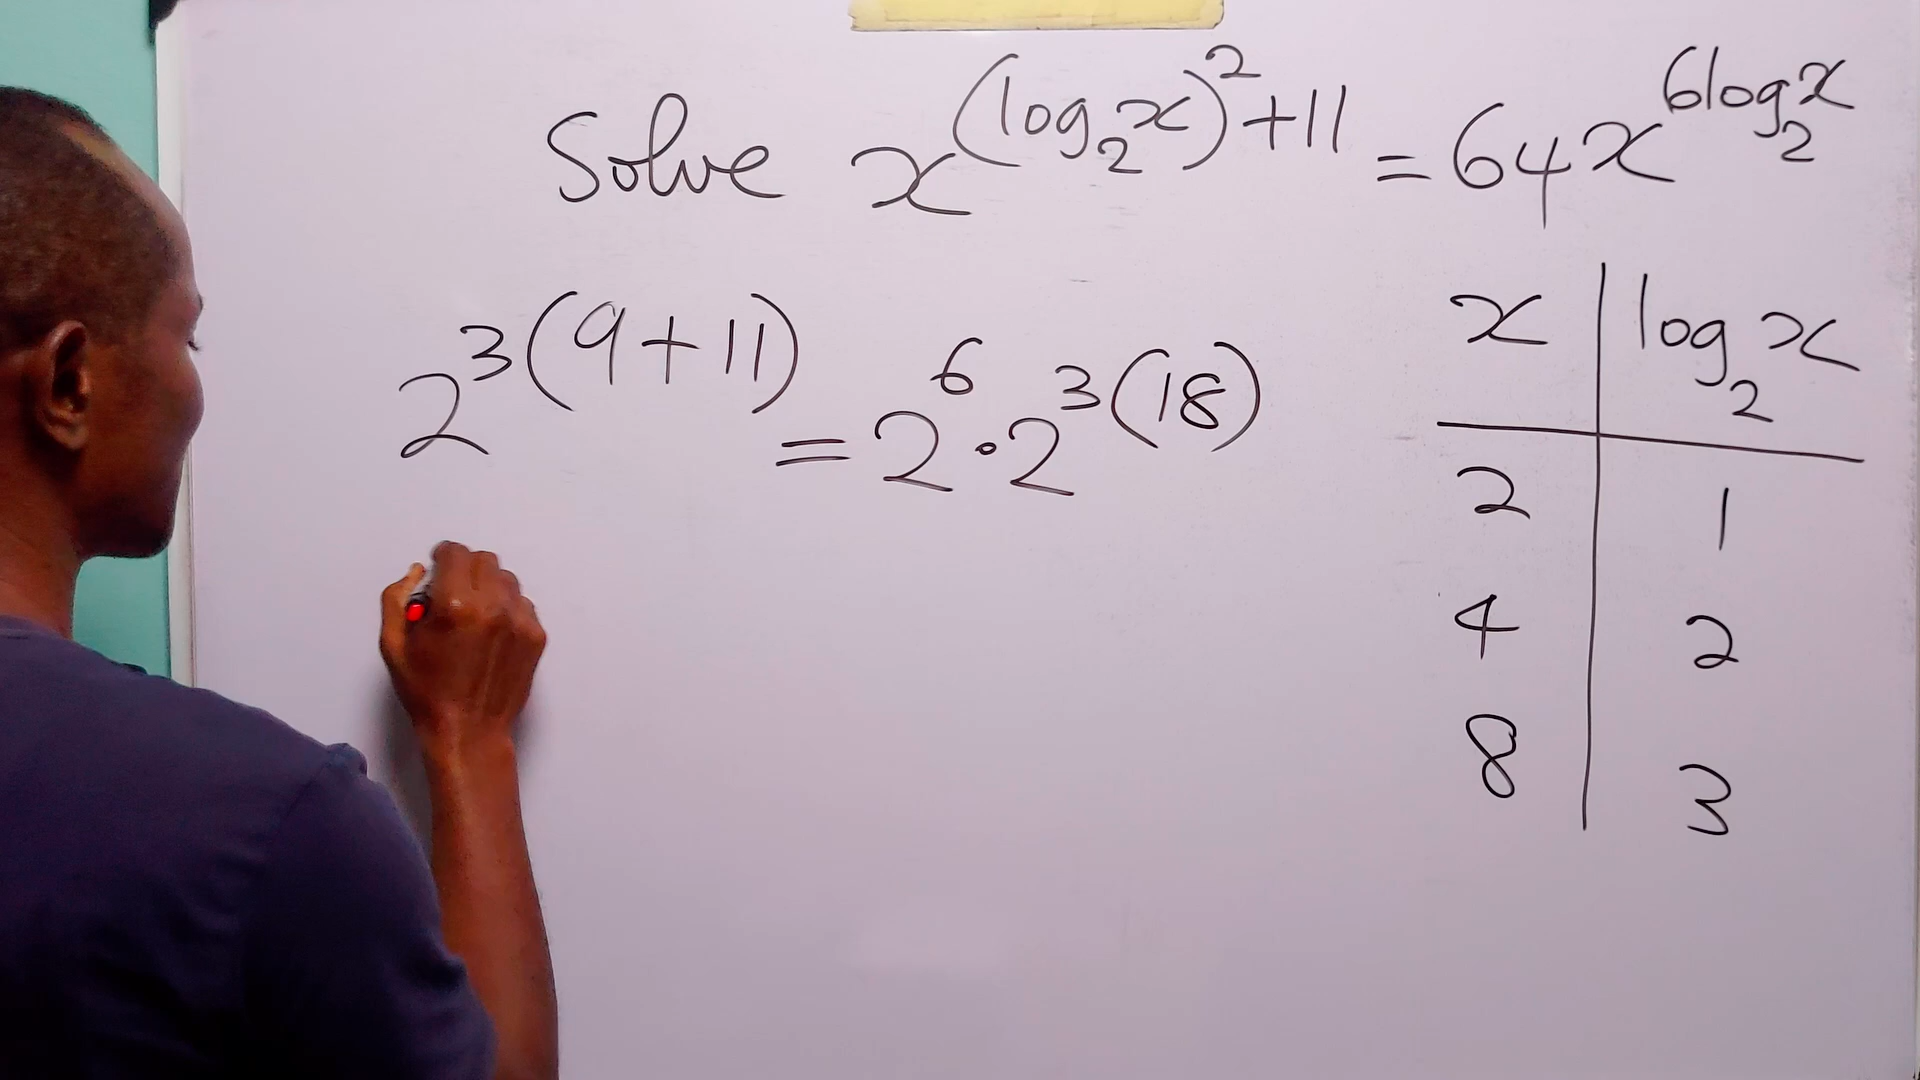 Solve x^((log₂x)²+11) = 64x^(6log₂x)
2^(3(9+11)) = 2^6 · 2^(3(18))
x | log₂x
2 | 1
4 | 2
8 | 3